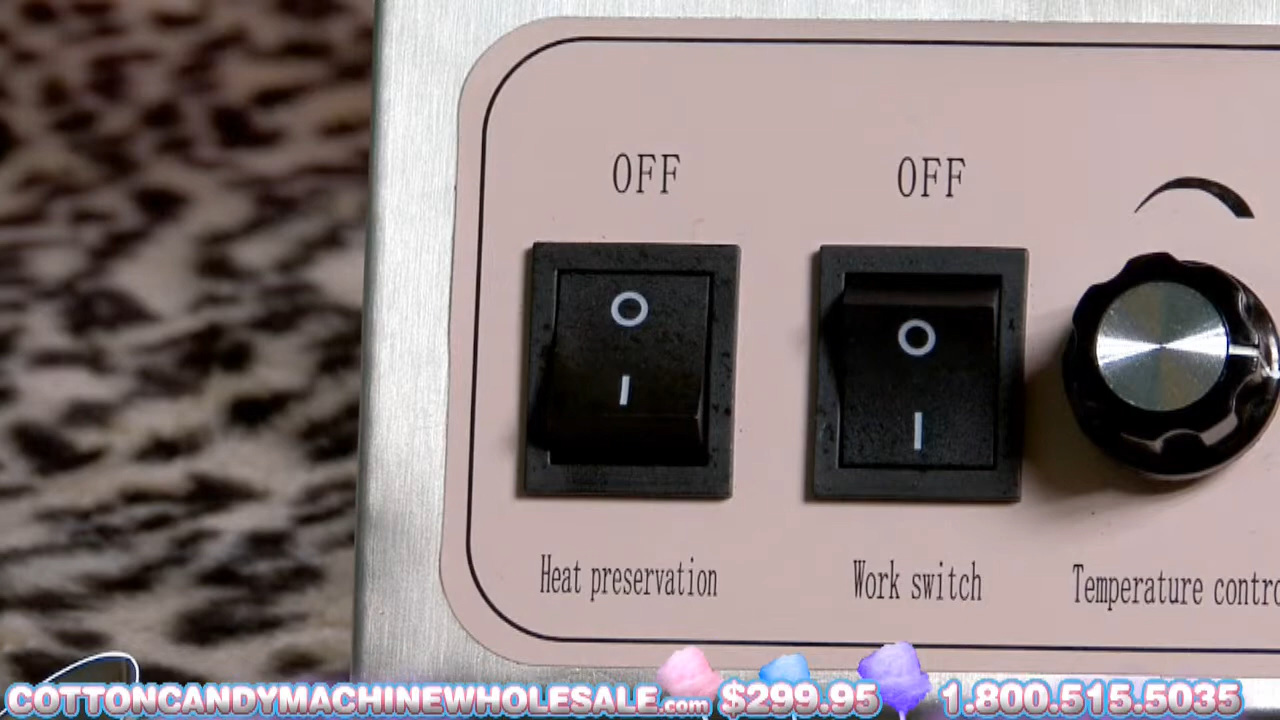 OFF OFF
O O
I I
Heat preservation Work switch Temperature contro
COTTONCANDYMACHINEWHOLESALE.com $299.95 1.800.515.5035